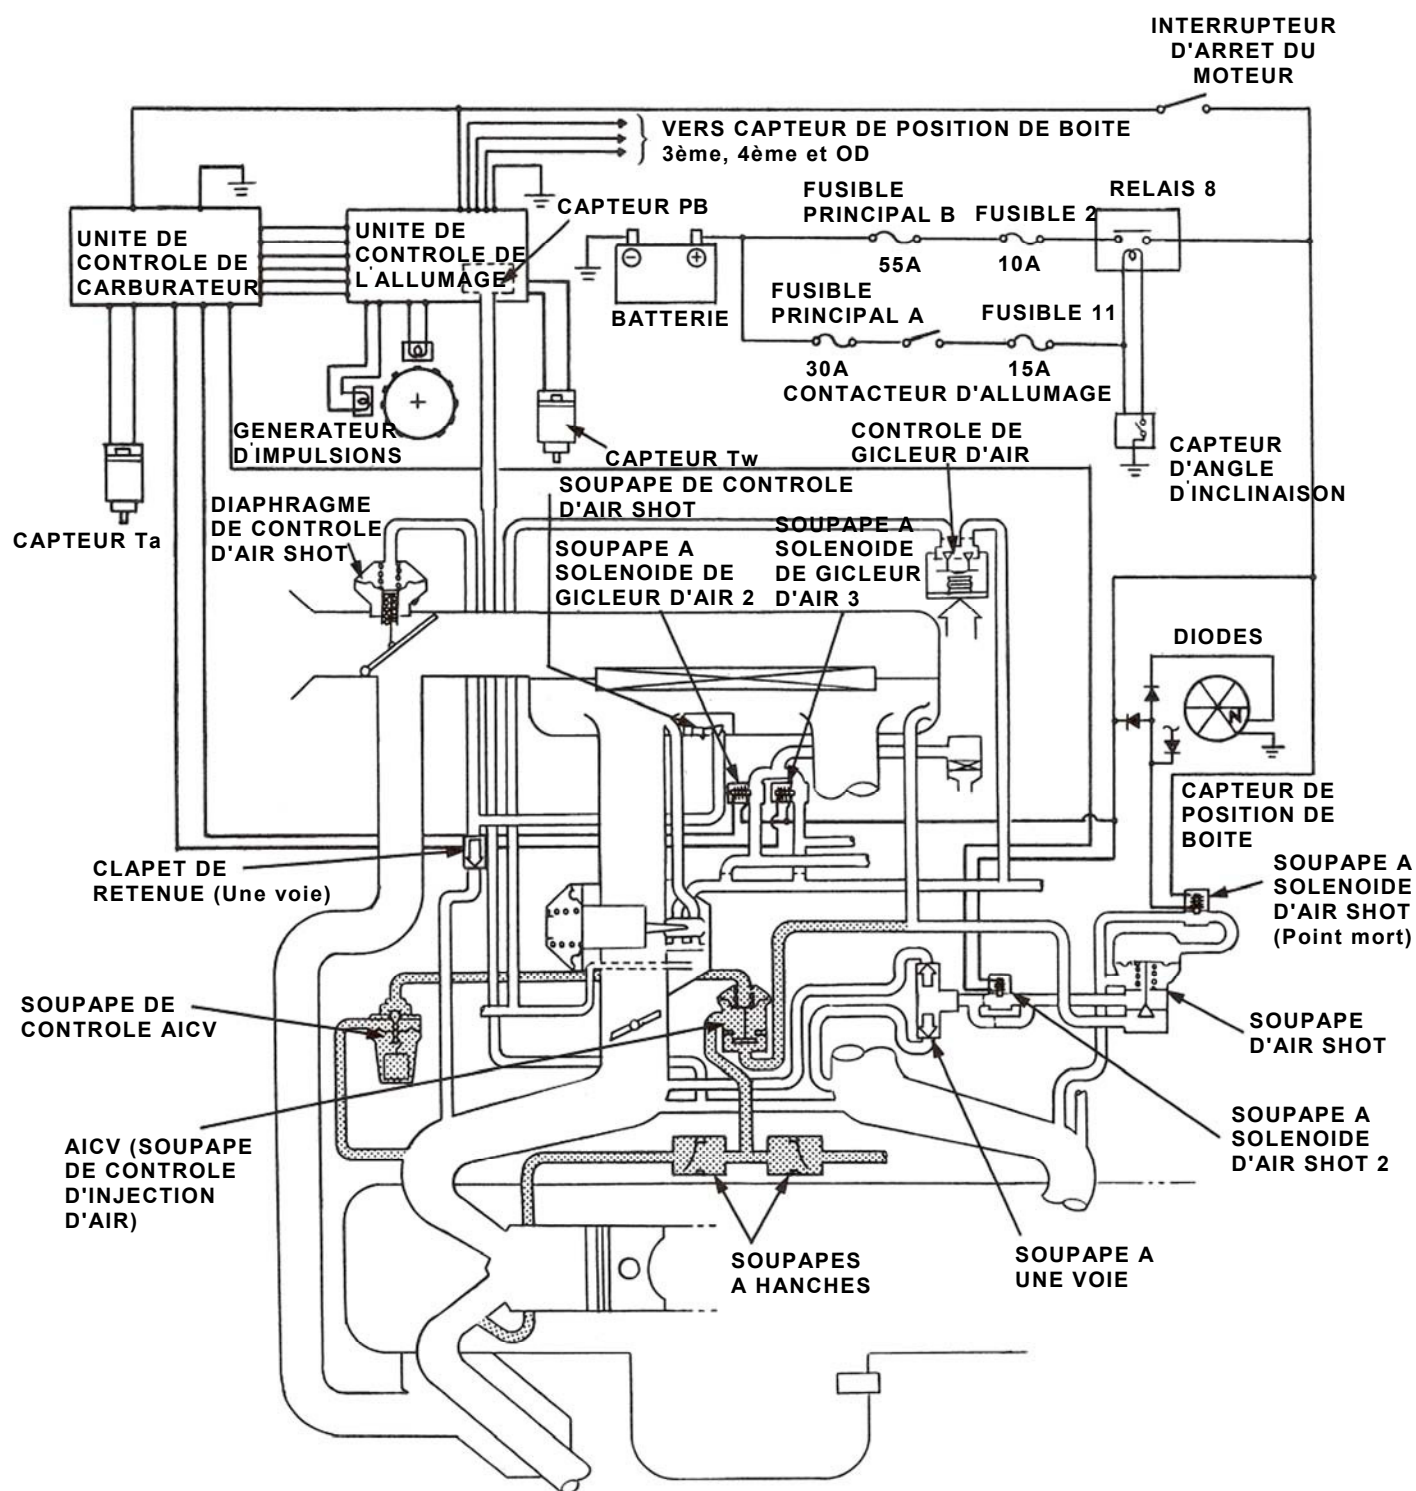 INTERRUPTEUR
D'ARRET DU
MOTEUR
VERS CAPTEUR DE POSITION DE BOITE
3ème, 4ème et OD
CAPTEUR PB
FUSIBLE
PRINCIPAL B
FUSIBLE 2
RELAIS 8
UNITE DE
CONTROLE DE
CARBURATEUR
UNITE DE
CONTROLE DE
L'ALLUMAGE
55A
10A
BATTERIE
FUSIBLE
PRINCIPAL A
FUSIBLE 11
30A
15A
CONTACTEUR D'ALLUMAGE
GENERATEUR
D'IMPULSIONS
CAPTEUR Tw
CONTROLE DE
GICLEUR D'AIR
CAPTEUR
D'ANGLE
D'INCLINAISON
CAPTEUR Ta
DIAPHRAGME
DE CONTROLE
D'AIR SHOT
SOUPAPE DE CONTROLE
D'AIR SHOT
SOUPAPE A
SOLENOIDE DE
GICLEUR D'AIR 2
SOUPAPE A
SOLENOIDE
DE GICLEUR
D'AIR 3
DIODES
N
CAPTEUR DE
POSITION DE
BOITE
CLAPET DE
RETENUE (Une voie)
SOUPAPE A
SOLENOIDE
D'AIR SHOT
(Point mort)
SOUPAPE DE
CONTROLE AICV
SOUPAPE
D'AIR SHOT
AICV (SOUPAPE
DE CONTROLE
D'INJECTION
D'AIR)
SOUPAPE A
SOLENOIDE
D'AIR SHOT 2
SOUPAPES
A HANCHES
SOUPAPE A
UNE VOIE